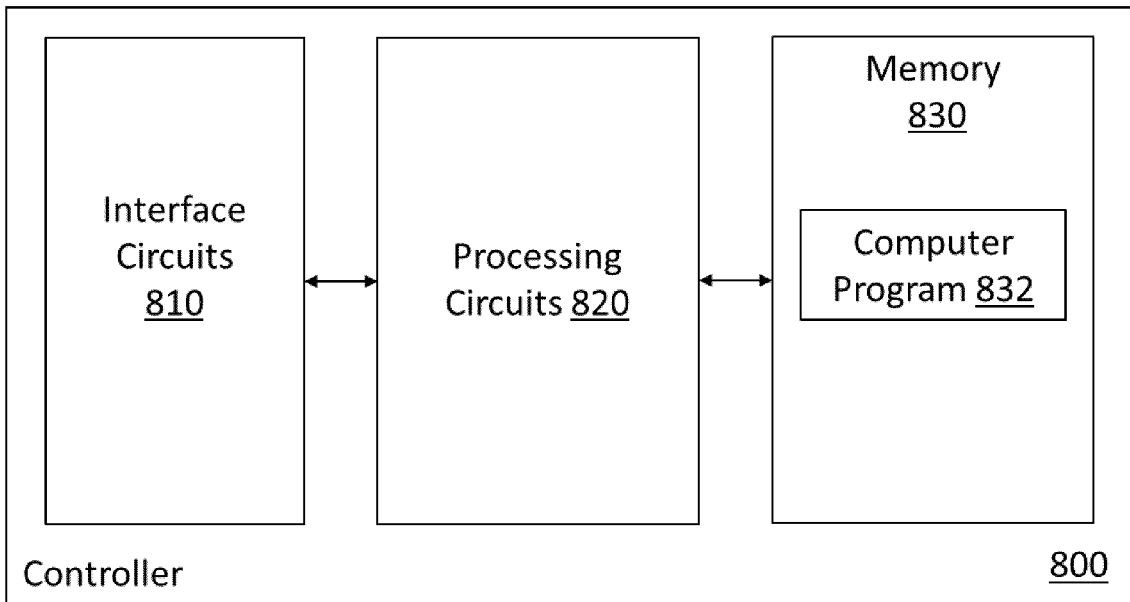 Interface
Circuits
810
Processing
Circuits 820
Memory
830
Computer
Program 832
Controller
800